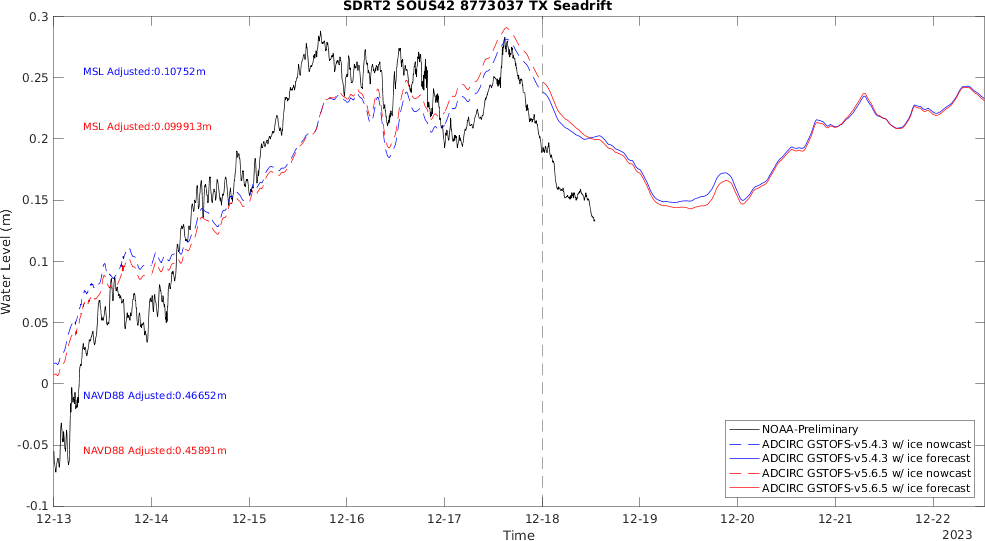 SDRT2 SOUS42 8773037 TX Seadrift
0.3
0.25
0.2
0.15
0.1
0.05
0
-0.05
-0.1
Water Level (m)
MSL Adjusted:0.10752m
MSL Adjusted:0.099913m
NAVD88 Adjusted:0.46652m
NAVD88 Adjusted:0.45891m
NOAA-Preliminary
ADCIRC GSTOFS-v5.4.3 w/ ice nowcast
ADCIRC GSTOFS-v5.4.3 w/ ice forecast
ADCIRC GSTOFS-v5.6.5 w/ ice nowcast
ADCIRC GSTOFS-v5.6.5 w/ ice forecast
12-13 12-14 12-15 12-16 12-17 12-18 12-19 12-20 12-21 12-22
Time
2023